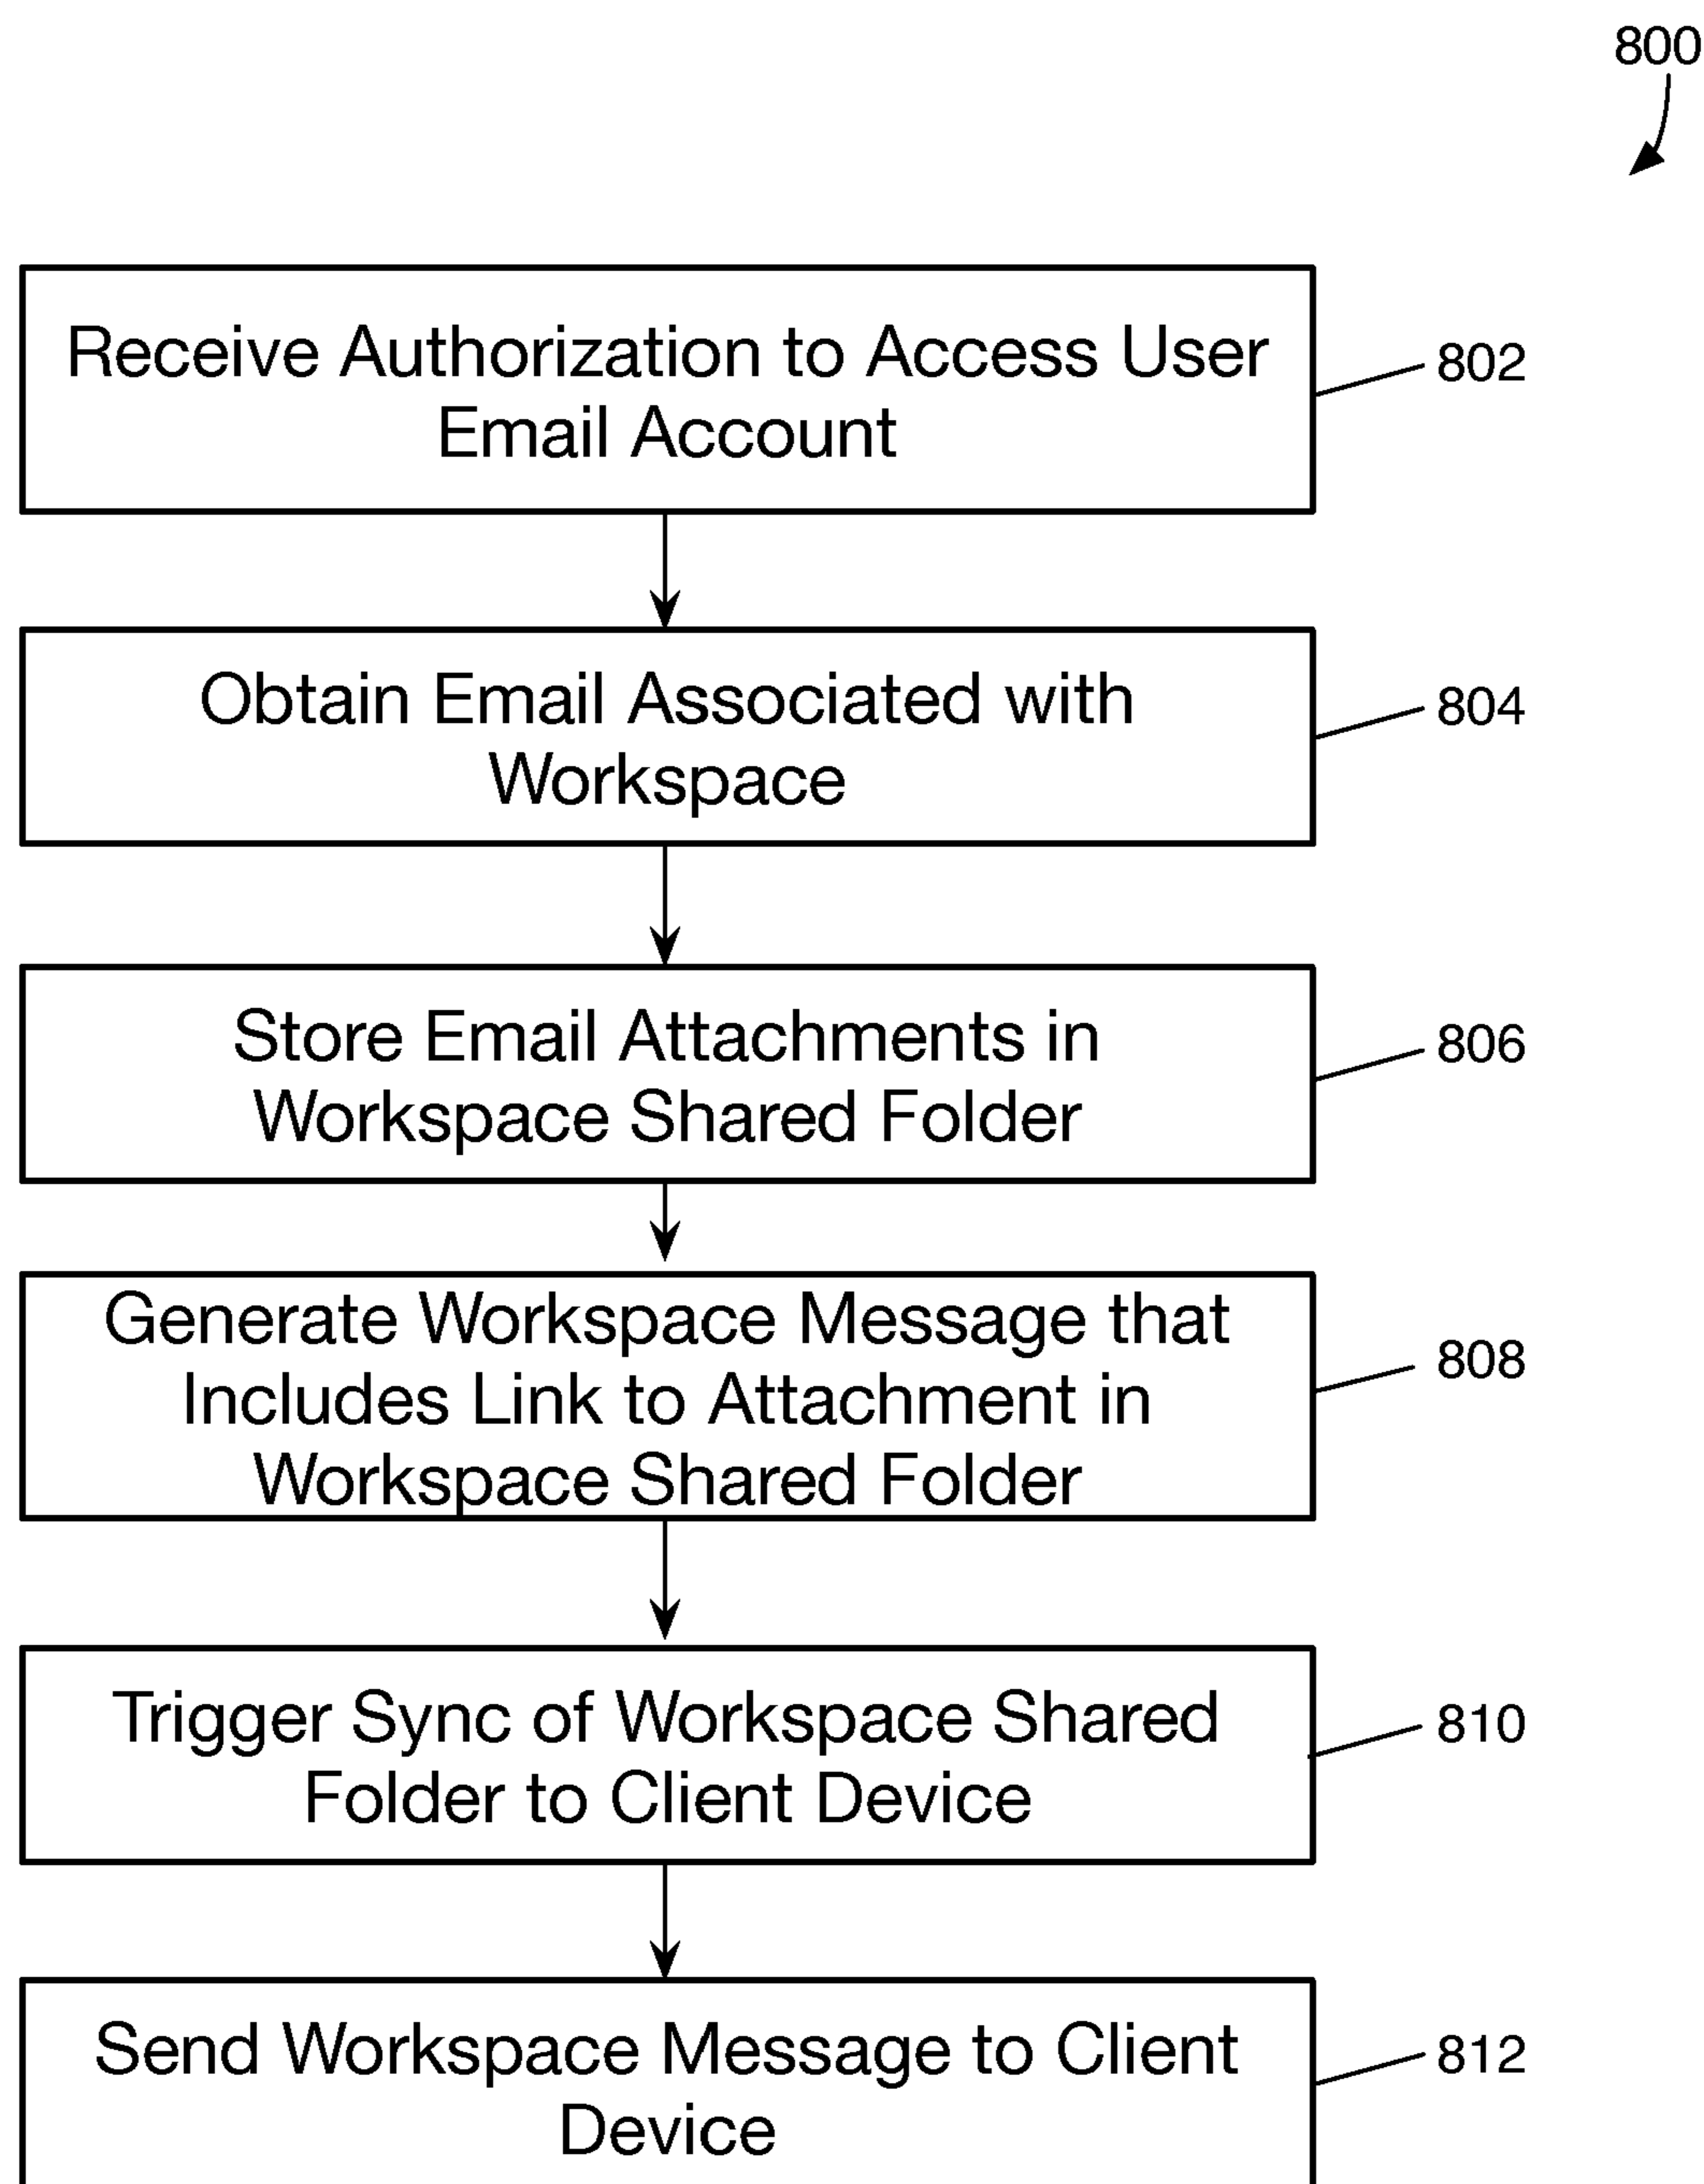 800
Receive Authorization to Access User
Email Account
802
Obtain Email Associated with
Workspace
804
Store Email Attachments in
Workspace Shared Folder
806
Generate Workspace Message that
Includes Link to Attachment in
Workspace Shared Folder
808
Trigger Sync of Workspace Shared
Folder to Client Device
810
Send Workspace Message to Client
Device
812